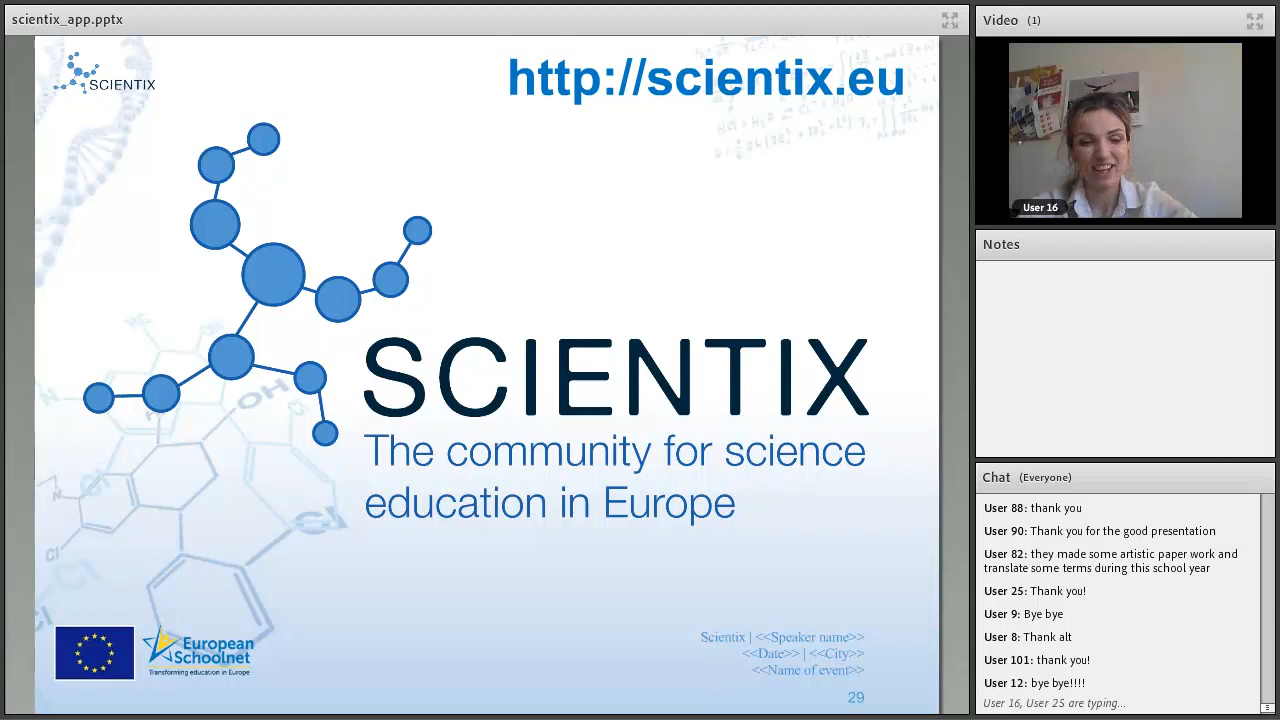 scientix_app.pptx
SCIENTIX
http://scientix.eu
SCIENTIX
The community for science
education in Europe
OH
Cl
Cl
European
Schoolnet
Transforming education in Europe
Scientix | <<Speaker name>>
<<Date>> | <<City>>
<<Name of event>>
29
Video (1)
User 16
Notes
Chat (Everyone)
User 88: thank you
User 90: Thank you for the good presentation
User 82: they made some artistic paper work and
translate some terms during this school year
User 25: Thank you!
User 9: Bye bye
User 8: Thank alt
User 101: thank you!
User 12: bye bye!!!!
User 16, User 25 are typing...